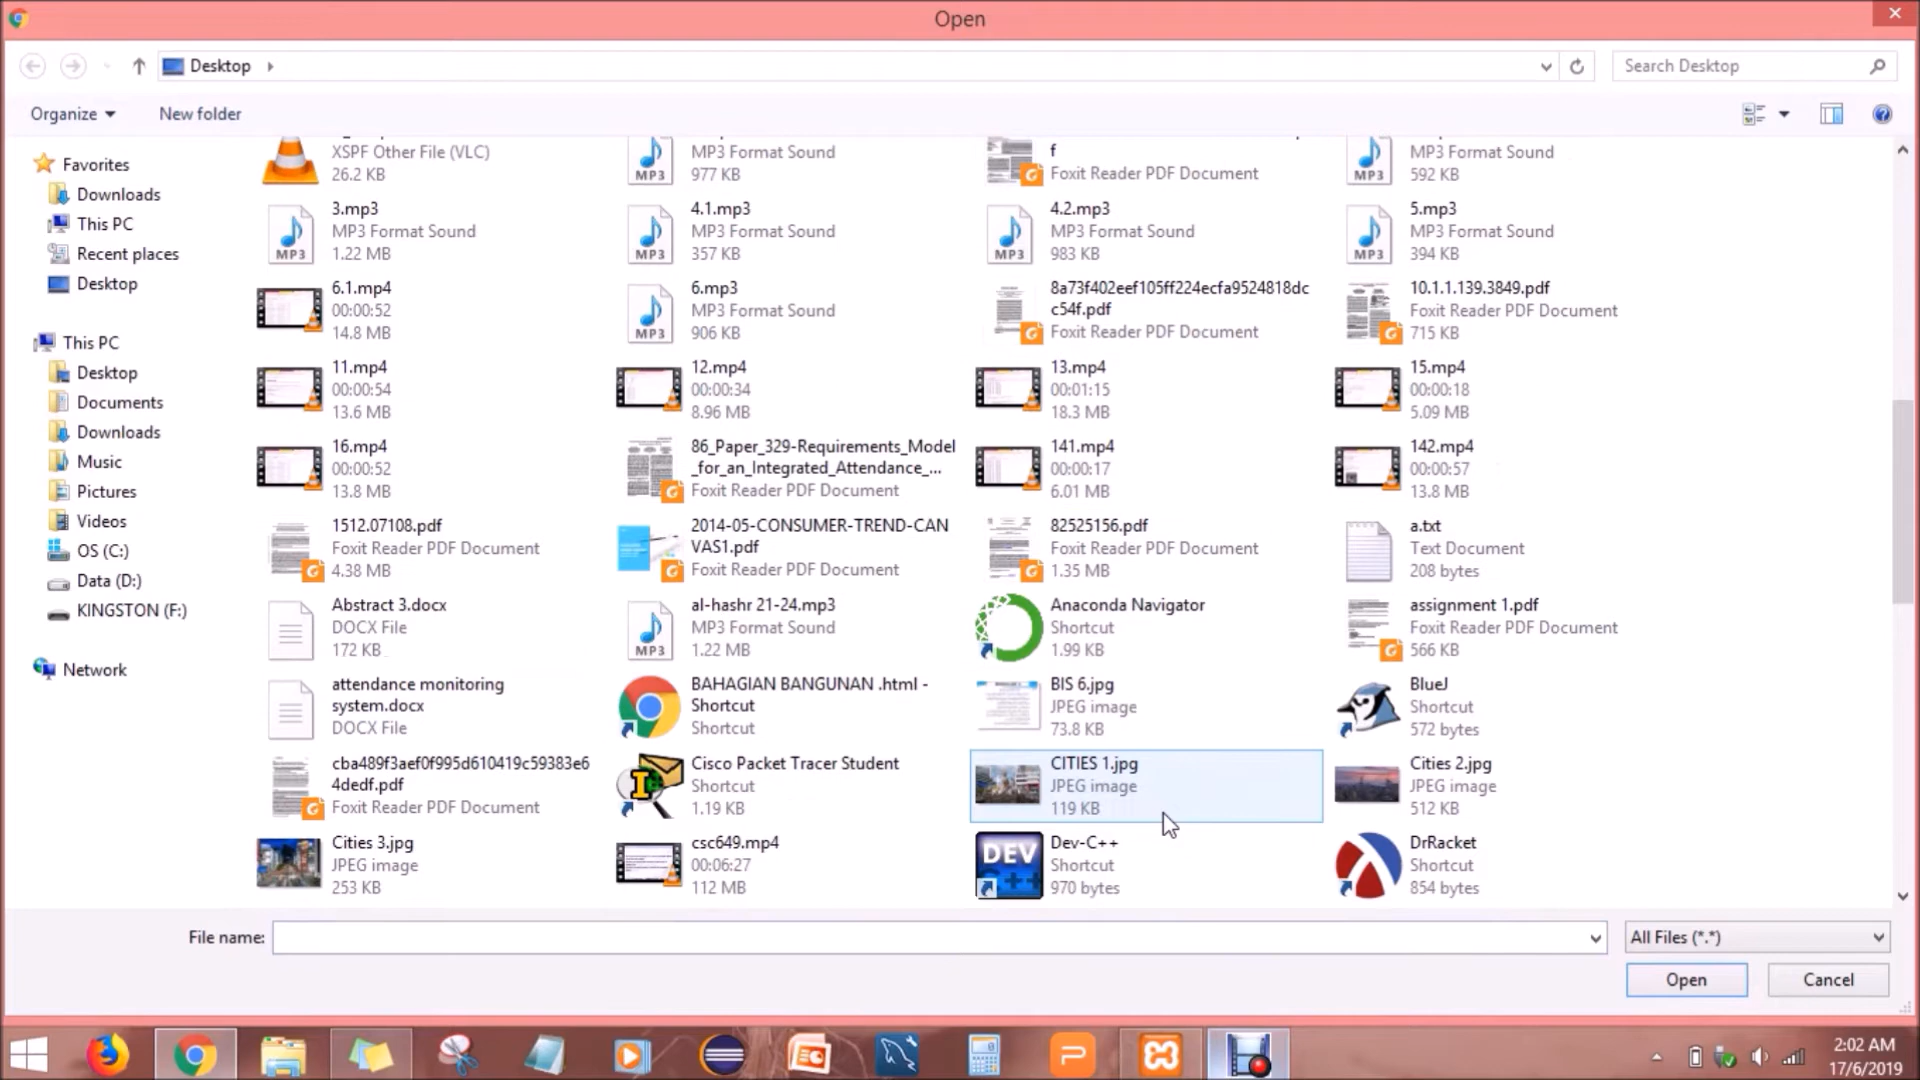 Open
Desktop
Search Desktop
Organize
New folder
Favorites
Downloads
This PC
Recent places
Desktop
This PC
Desktop
Documents
Downloads
Music
Pictures
Videos
OS (C:)
Data (D:)
KINGSTON (F:)
Network
XSPF Other File (VLC)
26.2 KB
MP3 Format Sound
977 KB
f
Foxit Reader PDF Document
MP3 Format Sound
592 KB
3.mp3
MP3 Format Sound
1.22 MB
4.1.mp3
MP3 Format Sound
357 KB
4.2.mp3
MP3 Format Sound
983 KB
5.mp3
MP3 Format Sound
394 KB
6.1.mp4
00:00:52
14.8 MB
6.mp3
MP3 Format Sound
906 KB
8a73f402eef105ff224ecfa9524818dc
c54f.pdf
Foxit Reader PDF Document
10.1.1.139.3849.pdf
Foxit Reader PDF Document
715 KB
11.mp4
00:00:54
13.6 MB
12.mp4
00:00:34
8.96 MB
13.mp4
00:01:15
18.3 MB
15.mp4
00:00:18
5.09 MB
16.mp4
00:00:52
13.8 MB
86_Paper_329-Requirements_Model
_for_an_Integrated_Attendance_...
Foxit Reader PDF Document
141.mp4
00:00:17
6.01 MB
142.mp4
00:00:57
13.8 MB
1512.07108.pdf
Foxit Reader PDF Document
4.38 MB
2014-05-CONSUMER-TREND-CAN
VAS1.pdf
Foxit Reader PDF Document
82525156.pdf
Foxit Reader PDF Document
1.35 MB
a.txt
Text Document
208 bytes
Abstract 3.docx
DOCX File
172 KB
al-hashr 21-24.mp3
MP3 Format Sound
1.22 MB
Anaconda Navigator
Shortcut
1.99 KB
assignment 1.pdf
Foxit Reader PDF Document
566 KB
attendance monitoring
system.docx
DOCX File
BAHAGIAN BANGUNAN .html -
Shortcut
Shortcut
BIS 6.jpg
JPEG image
73.8 KB
BlueJ
Shortcut
572 bytes
cba489f3aef0f995d610419c59383e6
4dedf.pdf
Foxit Reader PDF Document
Cisco Packet Tracer Student
Shortcut
1.19 KB
CITIES 1.jpg
JPEG image
119 KB
Cities 2.jpg
JPEG image
512 KB
Cities 3.jpg
JPEG image
253 KB
csc649.mp4
00:06:27
112 MB
DEV
C++
Dev-C++
Shortcut
970 bytes
DrRacket
Shortcut
854 bytes
File name:
All Files (*.*)
Open
Cancel
2:02 AM
17/6/2019